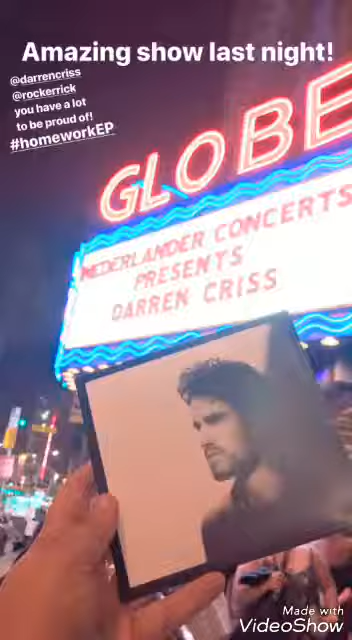 Amazing show last night!
@darrencriss
@rockerrick
you have a lot
to be proud of!
#homeworkEP
GLOBE
NEDERLANDER CONCERTS
PRESENTS
DARREN CRISS
Made with
VideoShow